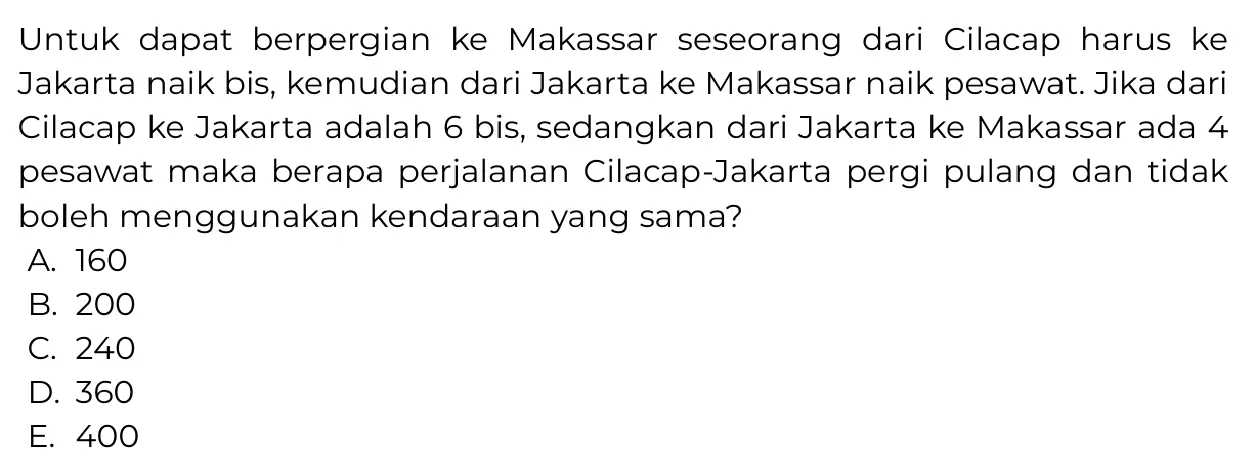 Untuk dapat berpergian ke Makassar seseorang dari Cilacap harus ke
Jakarta naik bis, kemudian dari Jakarta ke Makassar naik pesawat. Jika dari
Cilacap ke Jakarta adalah 6 bis, sedangkan dari Jakarta ke Makassar ada 4
pesawat maka berapa perjalanan Cilacap-Jakarta pergi pulang dan tidak
boleh menggunakan kendaraan yang sama?
A. 160
B. 200
C. 240
D. 360
E. 400